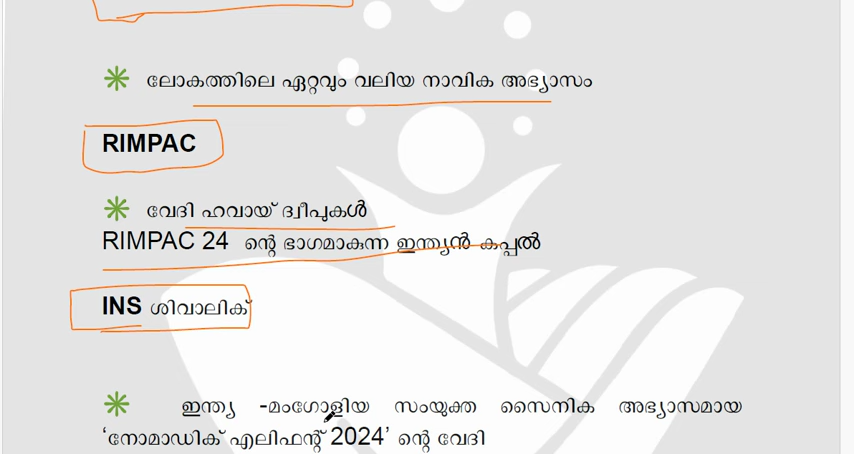 ലോകത്തിലെ ഏറ്റവും വലിയ നാവിക അഭ്യാസം
RIMPAC
വേദി ഹവായ് ദ്വീപുകൾ
RIMPAC 24 ന്റെ ഭാഗമാകുന്ന ഇന്ത്യൻ കപ്പൽ
INS ശിവാലിക്
ഇന്ത്യ -മംഗോളിയ സംയുക്ത സൈനിക അഭ്യാസമായ
‘നോമാഡിക് എലിഫന്റ് 2024’ ന്റെ വേദി